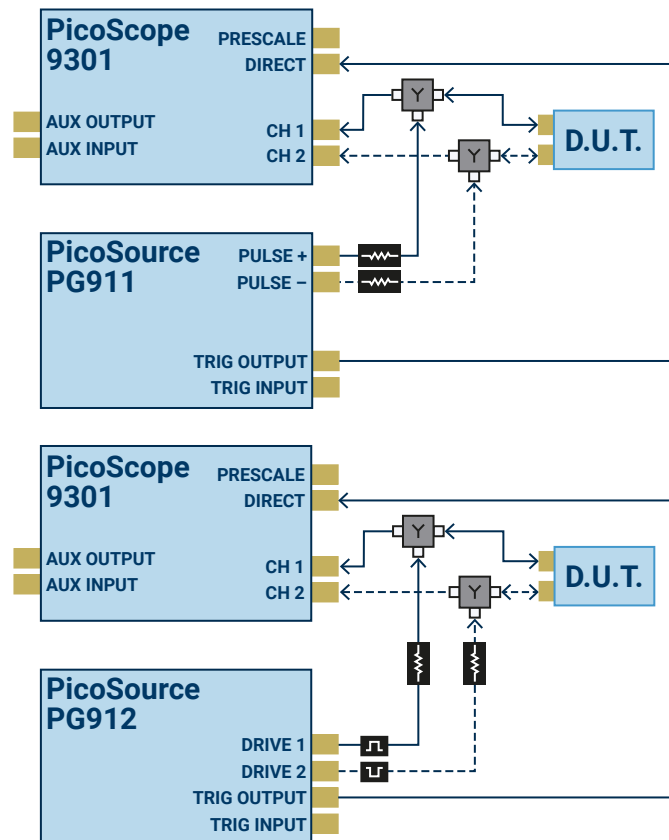 PicoScope
9301
PRESCALE
DIRECT
AUX OUTPUT
AUX INPUT
CH 1
CH 2
Y
Y
D.U.T.
PicoSource
PG911
PULSE +
PULSE –
TRIG OUTPUT
TRIG INPUT
PicoScope
9301
PRESCALE
DIRECT
AUX OUTPUT
AUX INPUT
CH 1
CH 2
Y
Y
D.U.T.
PicoSource
PG912
DRIVE 1
DRIVE 2
TRIG OUTPUT
TRIG INPUT